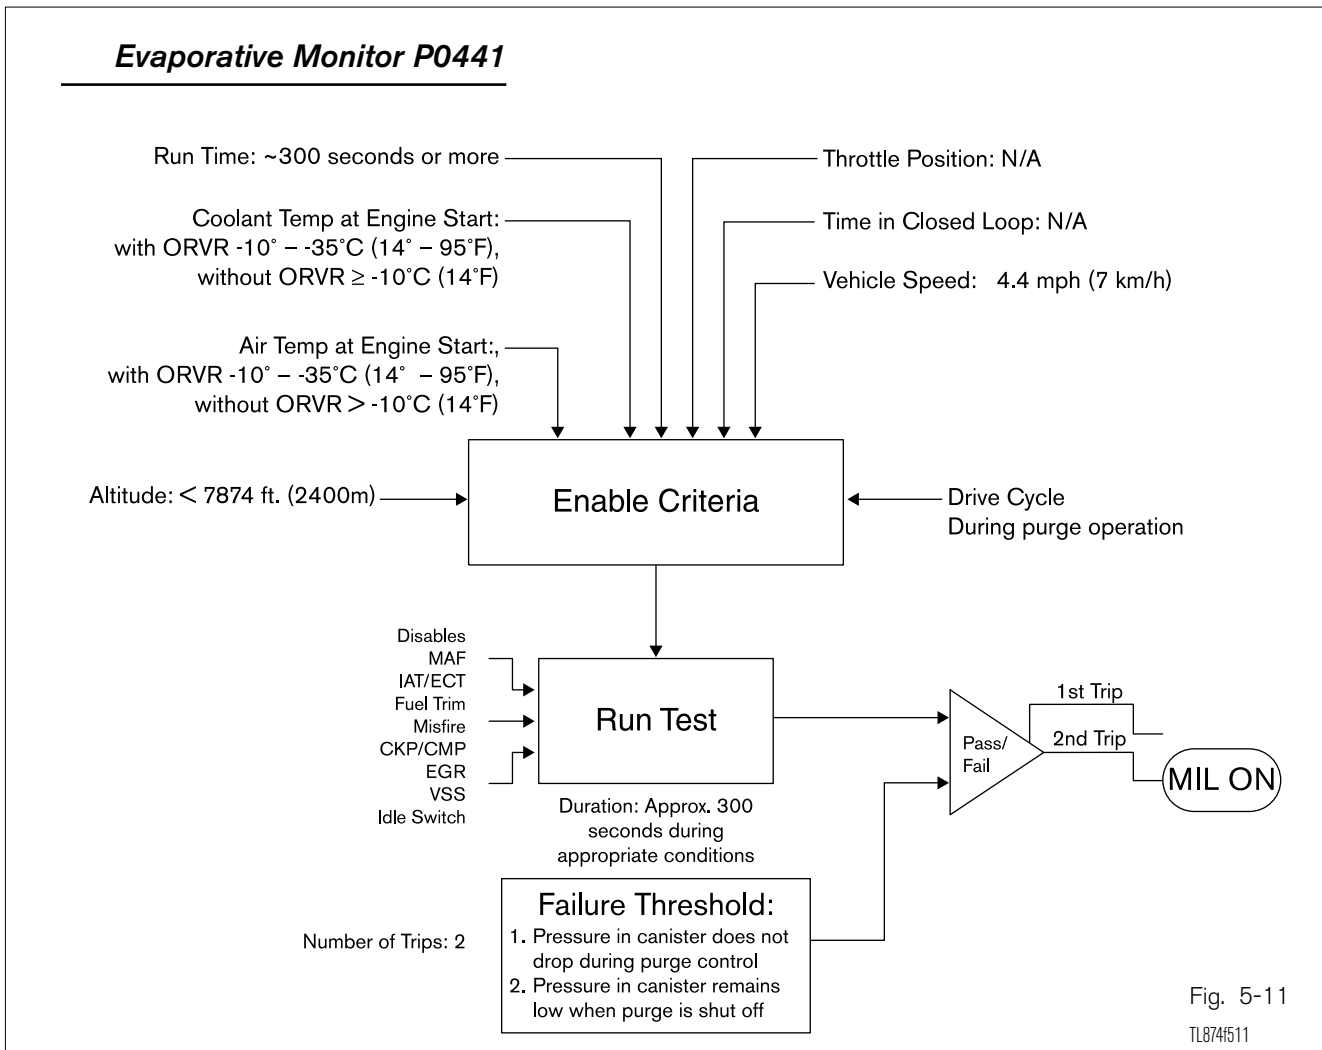 Evaporative Monitor P0441
Run Time: ~300 seconds or more
Coolant Temp at Engine Start:
with ORVR -10° – -35°C (14° – 95°F),
without ORVR ≥ -10°C (14°F)
Air Temp at Engine Start:,
with ORVR -10° – -35°C (14° – 95°F),
without ORVR > -10°C (14°F)
Throttle Position: N/A
Time in Closed Loop: N/A
Vehicle Speed: 4.4 mph (7 km/h)
Altitude: < 7874 ft. (2400m)
Enable Criteria
Drive Cycle
During purge operation
Disables
MAF
IAT/ECT
Fuel Trim
Misfire
CKP/CMP
EGR
VSS
Idle Switch
Run Test
Duration: Approx. 300
seconds during
appropriate conditions
Pass/
Fail
1st Trip
2nd Trip
MIL ON
Number of Trips: 2
Failure Threshold:
1. Pressure in canister does not
drop during purge control
2. Pressure in canister remains
low when purge is shut off
Fig. 5-11
TL874f511